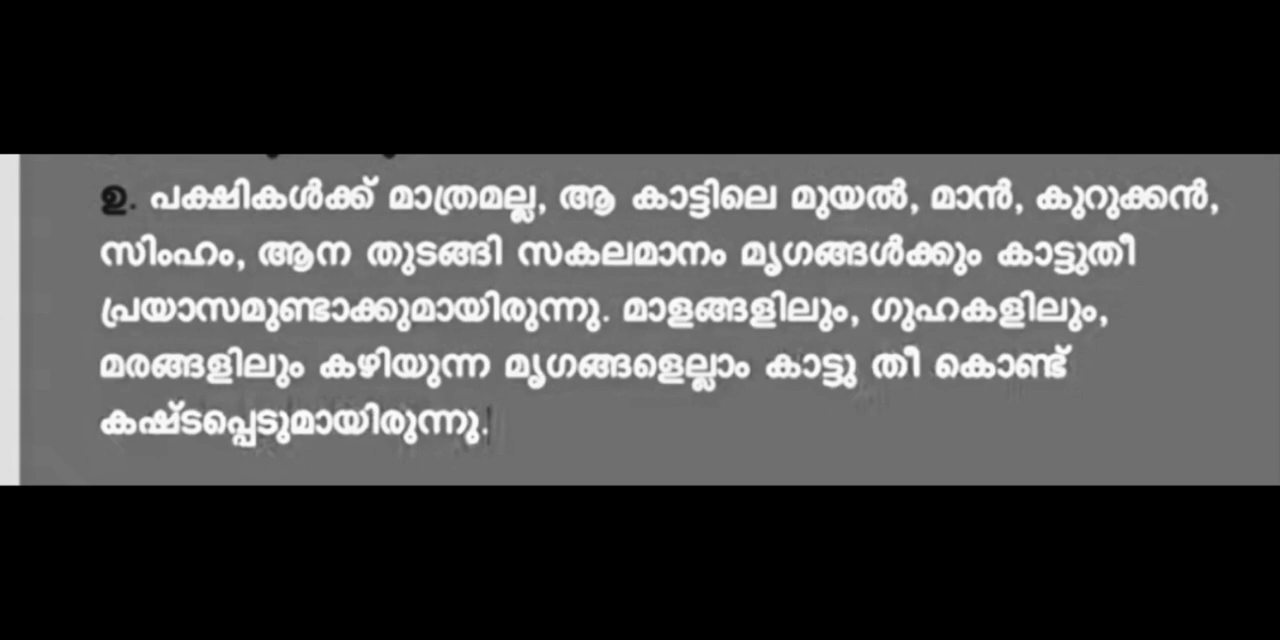 ഉ. പക്ഷികൾക്ക് മാത്രമല്ല, ആ കാട്ടിലെ മുയൽ, മാൻ, കുറുക്കൻ,
സിംഹം, ആന തുടങ്ങി സകലമാനം മൃഗങ്ങൾക്കും കാട്ടുതീ
പ്രയാസമുണ്ടാക്കുമായിരുന്നു. മാളങ്ങളിലും, ഗുഹകളിലും,
മരങ്ങളിലും കഴിയുന്ന മൃഗങ്ങളെല്ലാം കാട്ടു തീ കൊണ്ട്
കഷ്ടപ്പെടുമായിരുന്നു.